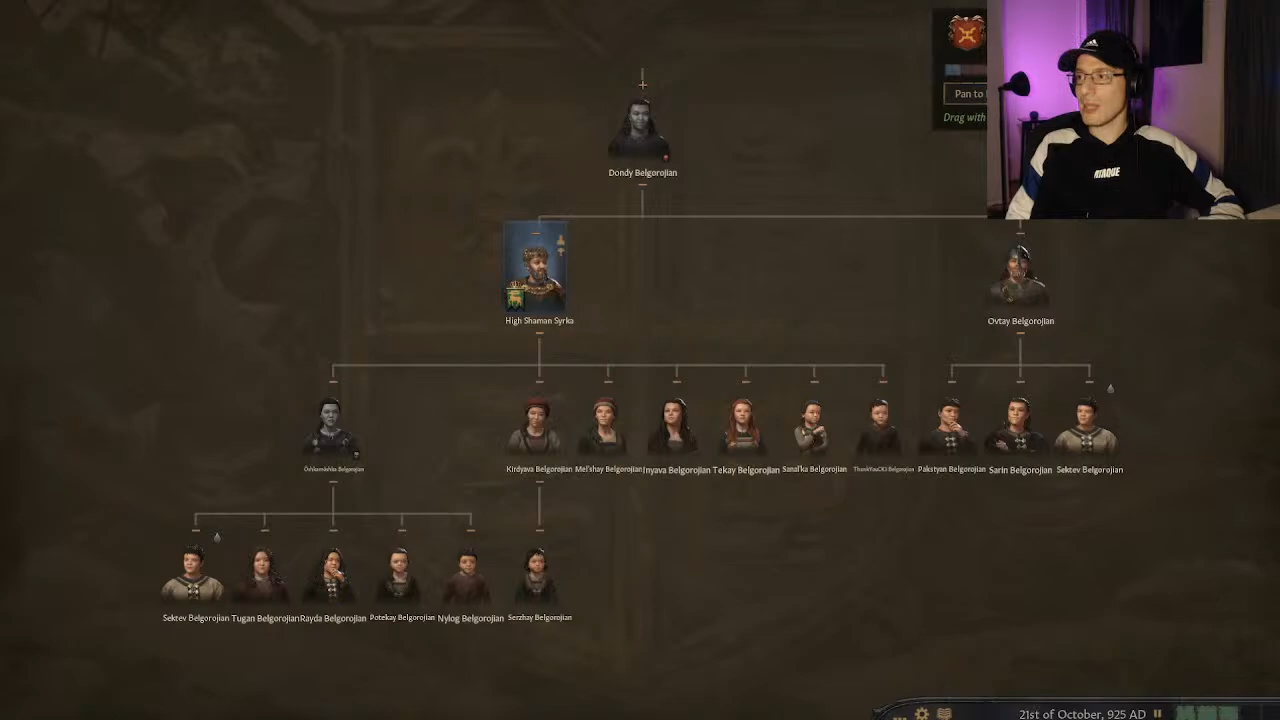 Pan to
Drag with
Dondy Belgorojian
High Shaman Syrka
Ovtay Belgorojian
Kirdyava Belgorojian
Mel'shay Belgorojian
Inyava Belgorojian
Tekay Belgorojian
Sanal'ka Belgorojian
ThankYouCK3 Belgorojian
Pakstyan Belgorojian
Sarin Belgorojian
Sektev Belgorojian
Sektev Belgorojian
Tugan Belgorojian
Rayda Belgorojian
Potekay Belgorojian
Nylog Belgorojian
Serzhay Belgorojian
21st of October, 925 AD